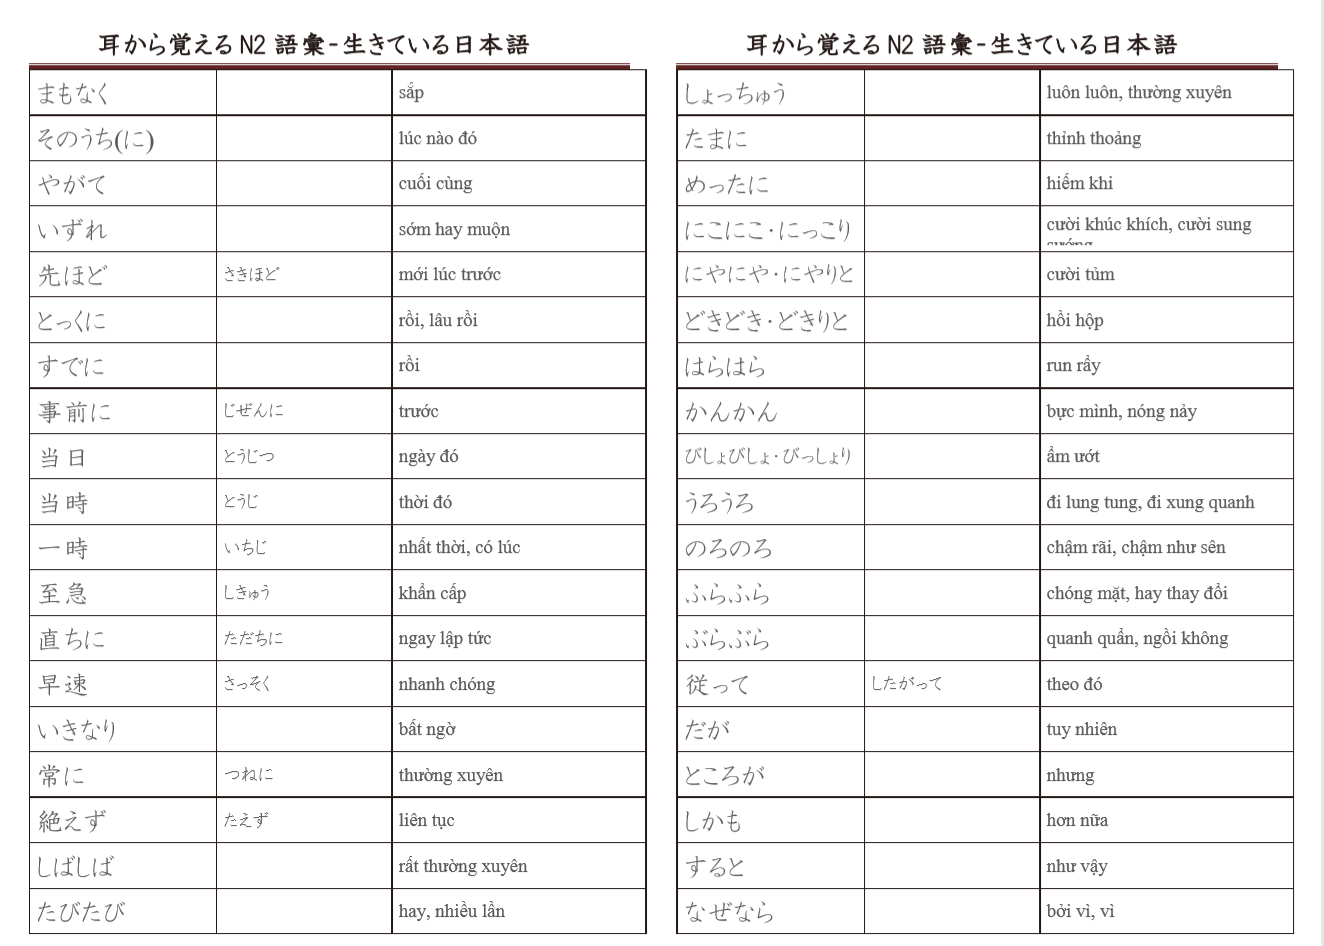 耳から覚える N2 語彙 - 生きている日本語
まもなく sắp
そのうち(に) lúc nào đó
やがて cuối cùng
いずれ sớm hay muộn
先ほど さきほど mới lúc trước
とっくに rồi, lâu rồi
すでに rồi
事前に じぜんに trước
当日 とうじつ ngày đó
当時 とうじ thời đó
一時 いちじ nhất thời, có lúc
至急 しきゅう khẩn cấp
直ちに ただちに ngay lập tức
早速 さっそく nhanh chóng
いきなり bất ngờ
常に つねに thường xuyên
絶えず たえず liên tục
しばしば rất thường xuyên
たびたび hay, nhiều lần
耳から覚える N2 語彙 - 生きている日本語
しょっちゅう luôn luôn, thường xuyên
たまに thỉnh thoảng
めったに hiếm khi
にこにこ・にっこり cười khúc khích, cười sung
sướng
にやにや・にやりと cười tủm
どきどき・どきりと hồi hộp
はらはら run rẩy
かんかん bực mình, nóng nảy
びしょびしょ・びっしょり ẩm ướt
うろうろ đi lung tung, đi xung quanh
のろのろ chậm rãi, chậm như sên
ふらふら chóng mặt, hay thay đổi
ぶらぶら quanh quẩn, ngồi không
従って したがって theo đó
だが tuy nhiên
ところが nhưng
しかも hơn nữa
すると như vậy
なぜなら bởi vì, vì